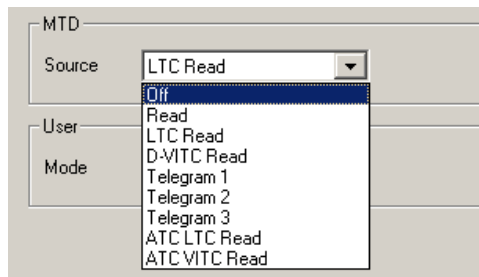 MTD
Source LTC Read
Off
Read
LTC Read
User
D-VITC Read
Mode
Telegram 1
Telegram 2
Telegram 3
ATC LTC Read
ATC VITC Read